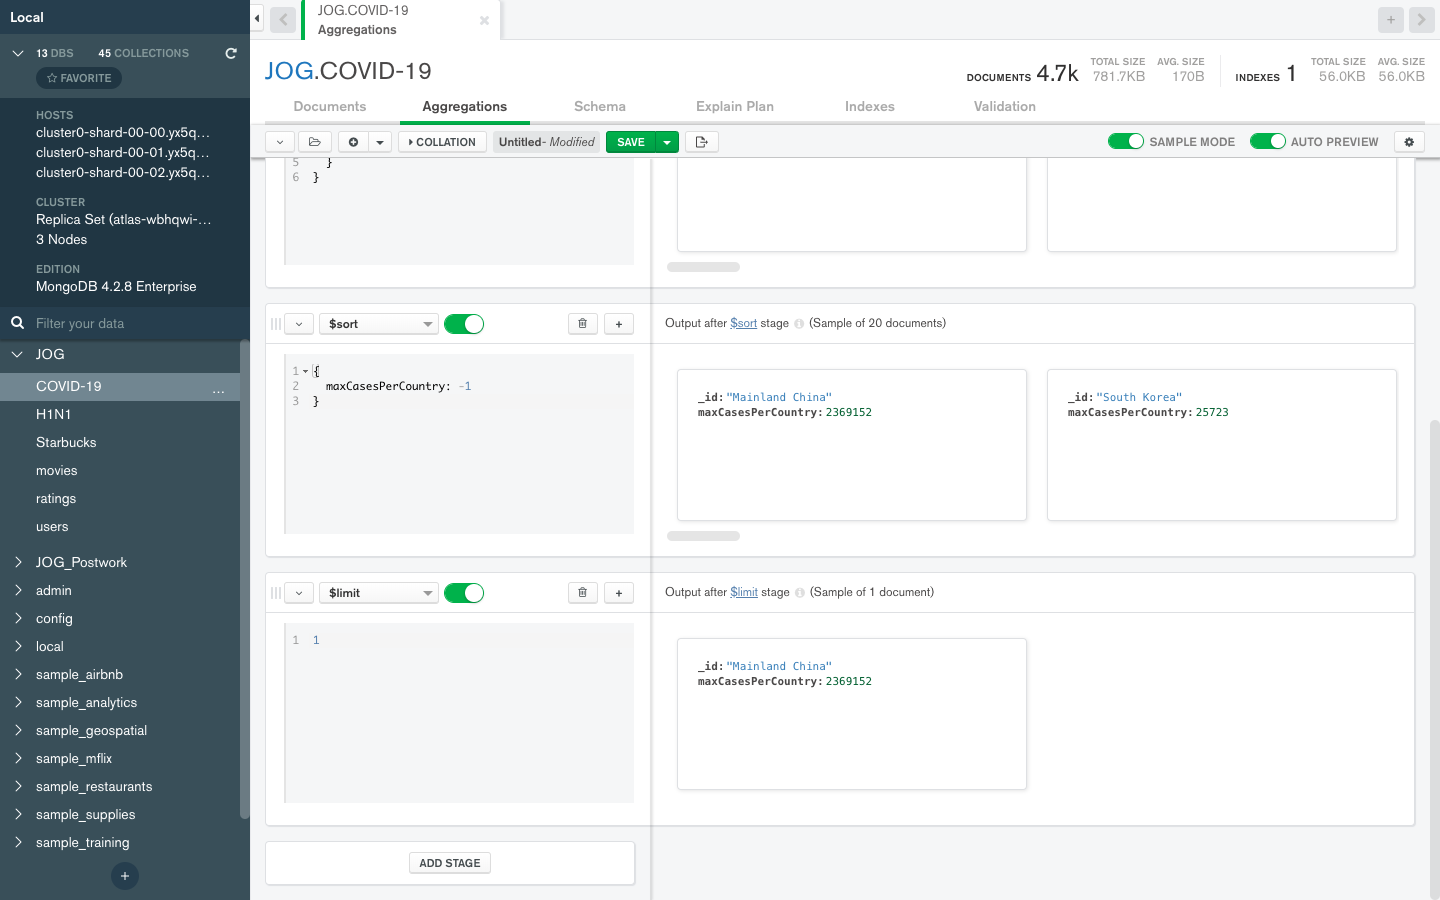 Local
13 DBS 45 COLLECTIONS
FAVORITE
HOSTS
cluster0-shard-00-00.yx5q...
cluster0-shard-00-01.yx5q...
cluster0-shard-00-02.yx5q...
CLUSTER
Replica Set (atlas-wbhqwi-...
3 Nodes
EDITION
MongoDB 4.2.8 Enterprise
Filter your data
JOG
COVID-19 ...
H1N1
Starbucks
movies
ratings
users
JOG_Postwork
admin
config
local
sample_airbnb
sample_analytics
sample_geospatial
sample_mflix
sample_restaurants
sample_supplies
sample_training
+
JOG.COVID-19
Aggregations
JOG.COVID-19
DOCUMENTS 4.7k TOTAL SIZE 781.7KB AVG. SIZE 170B INDEXES 1 TOTAL SIZE 56.0KB AVG. SIZE 56.0KB
Documents Aggregations Schema Explain Plan Indexes Validation
COLLATION Untitled- Modified SAVE SAMPLE MODE AUTO PREVIEW
5 }
6 }
$sort
Output after $sort stage (Sample of 20 documents)
1 {
2 maxCasesPerCountry: -1
3 }
_id:"Mainland China"
maxCasesPerCountry:2369152
_id:"South Korea"
maxCasesPerCountry:25723
$limit
Output after $limit stage (Sample of 1 document)
1 1
_id:"Mainland China"
maxCasesPerCountry:2369152
ADD STAGE